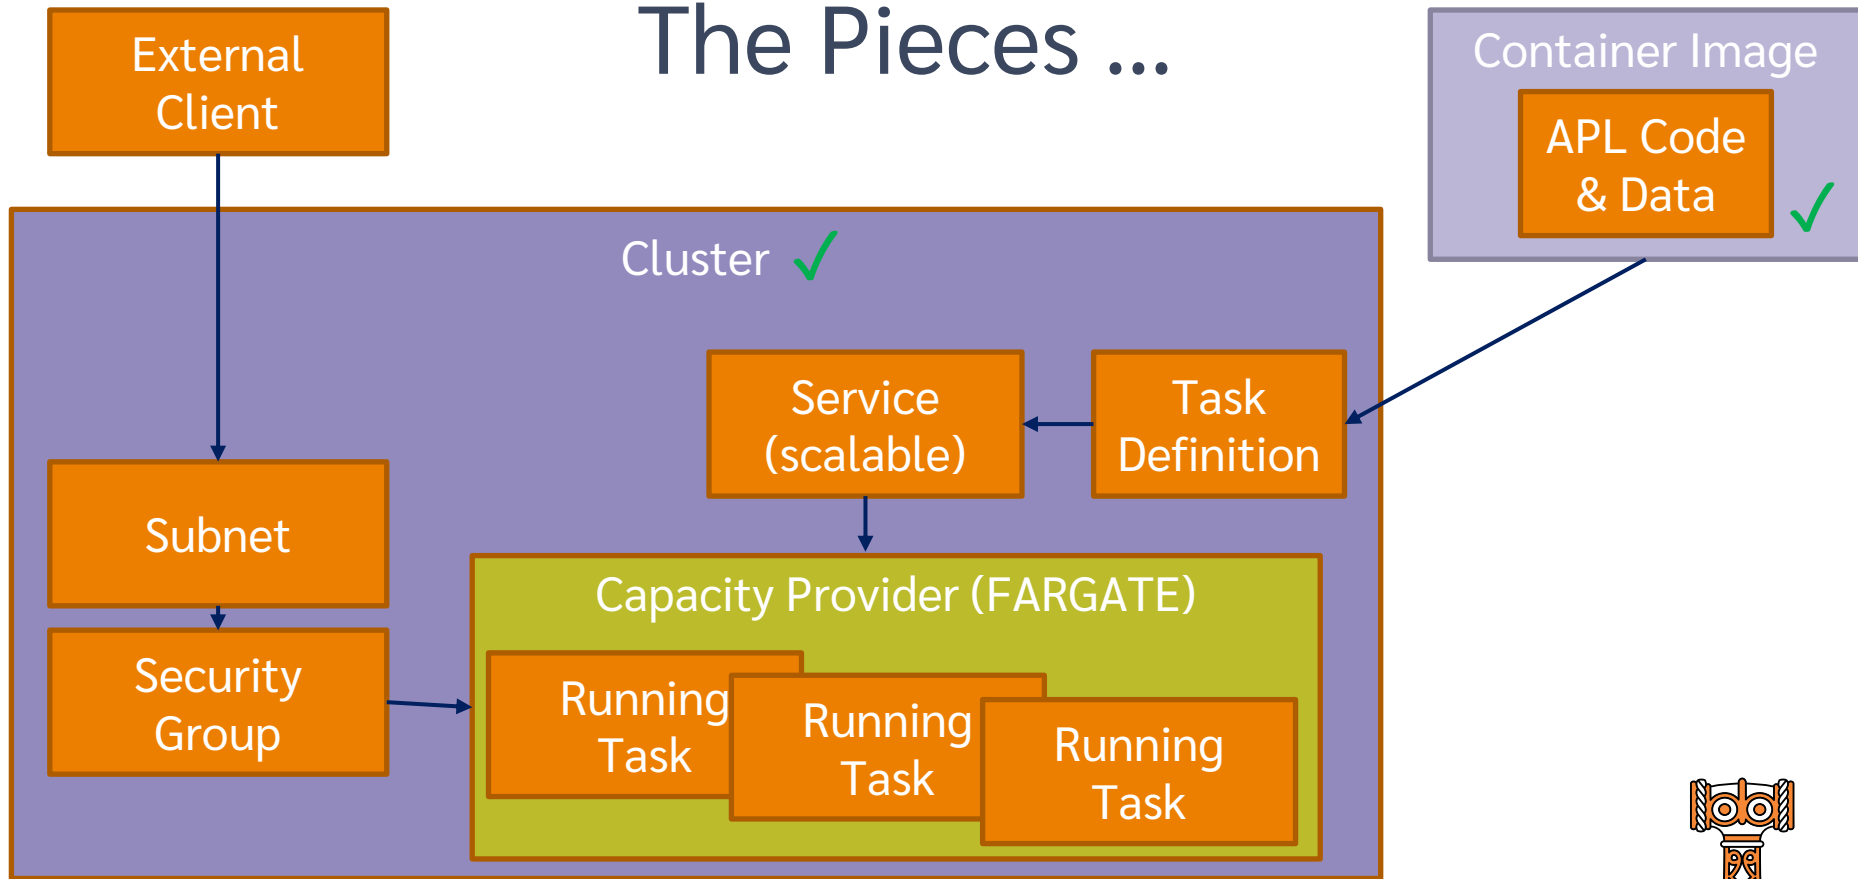 The Pieces ...
External
Client
Container Image
APL Code
& Data
Cluster
Service
(scalable)
Task
Definition
Subnet
Security
Group
Capacity Provider (FARGATE)
Running
Task
Running
Task
Running
Task